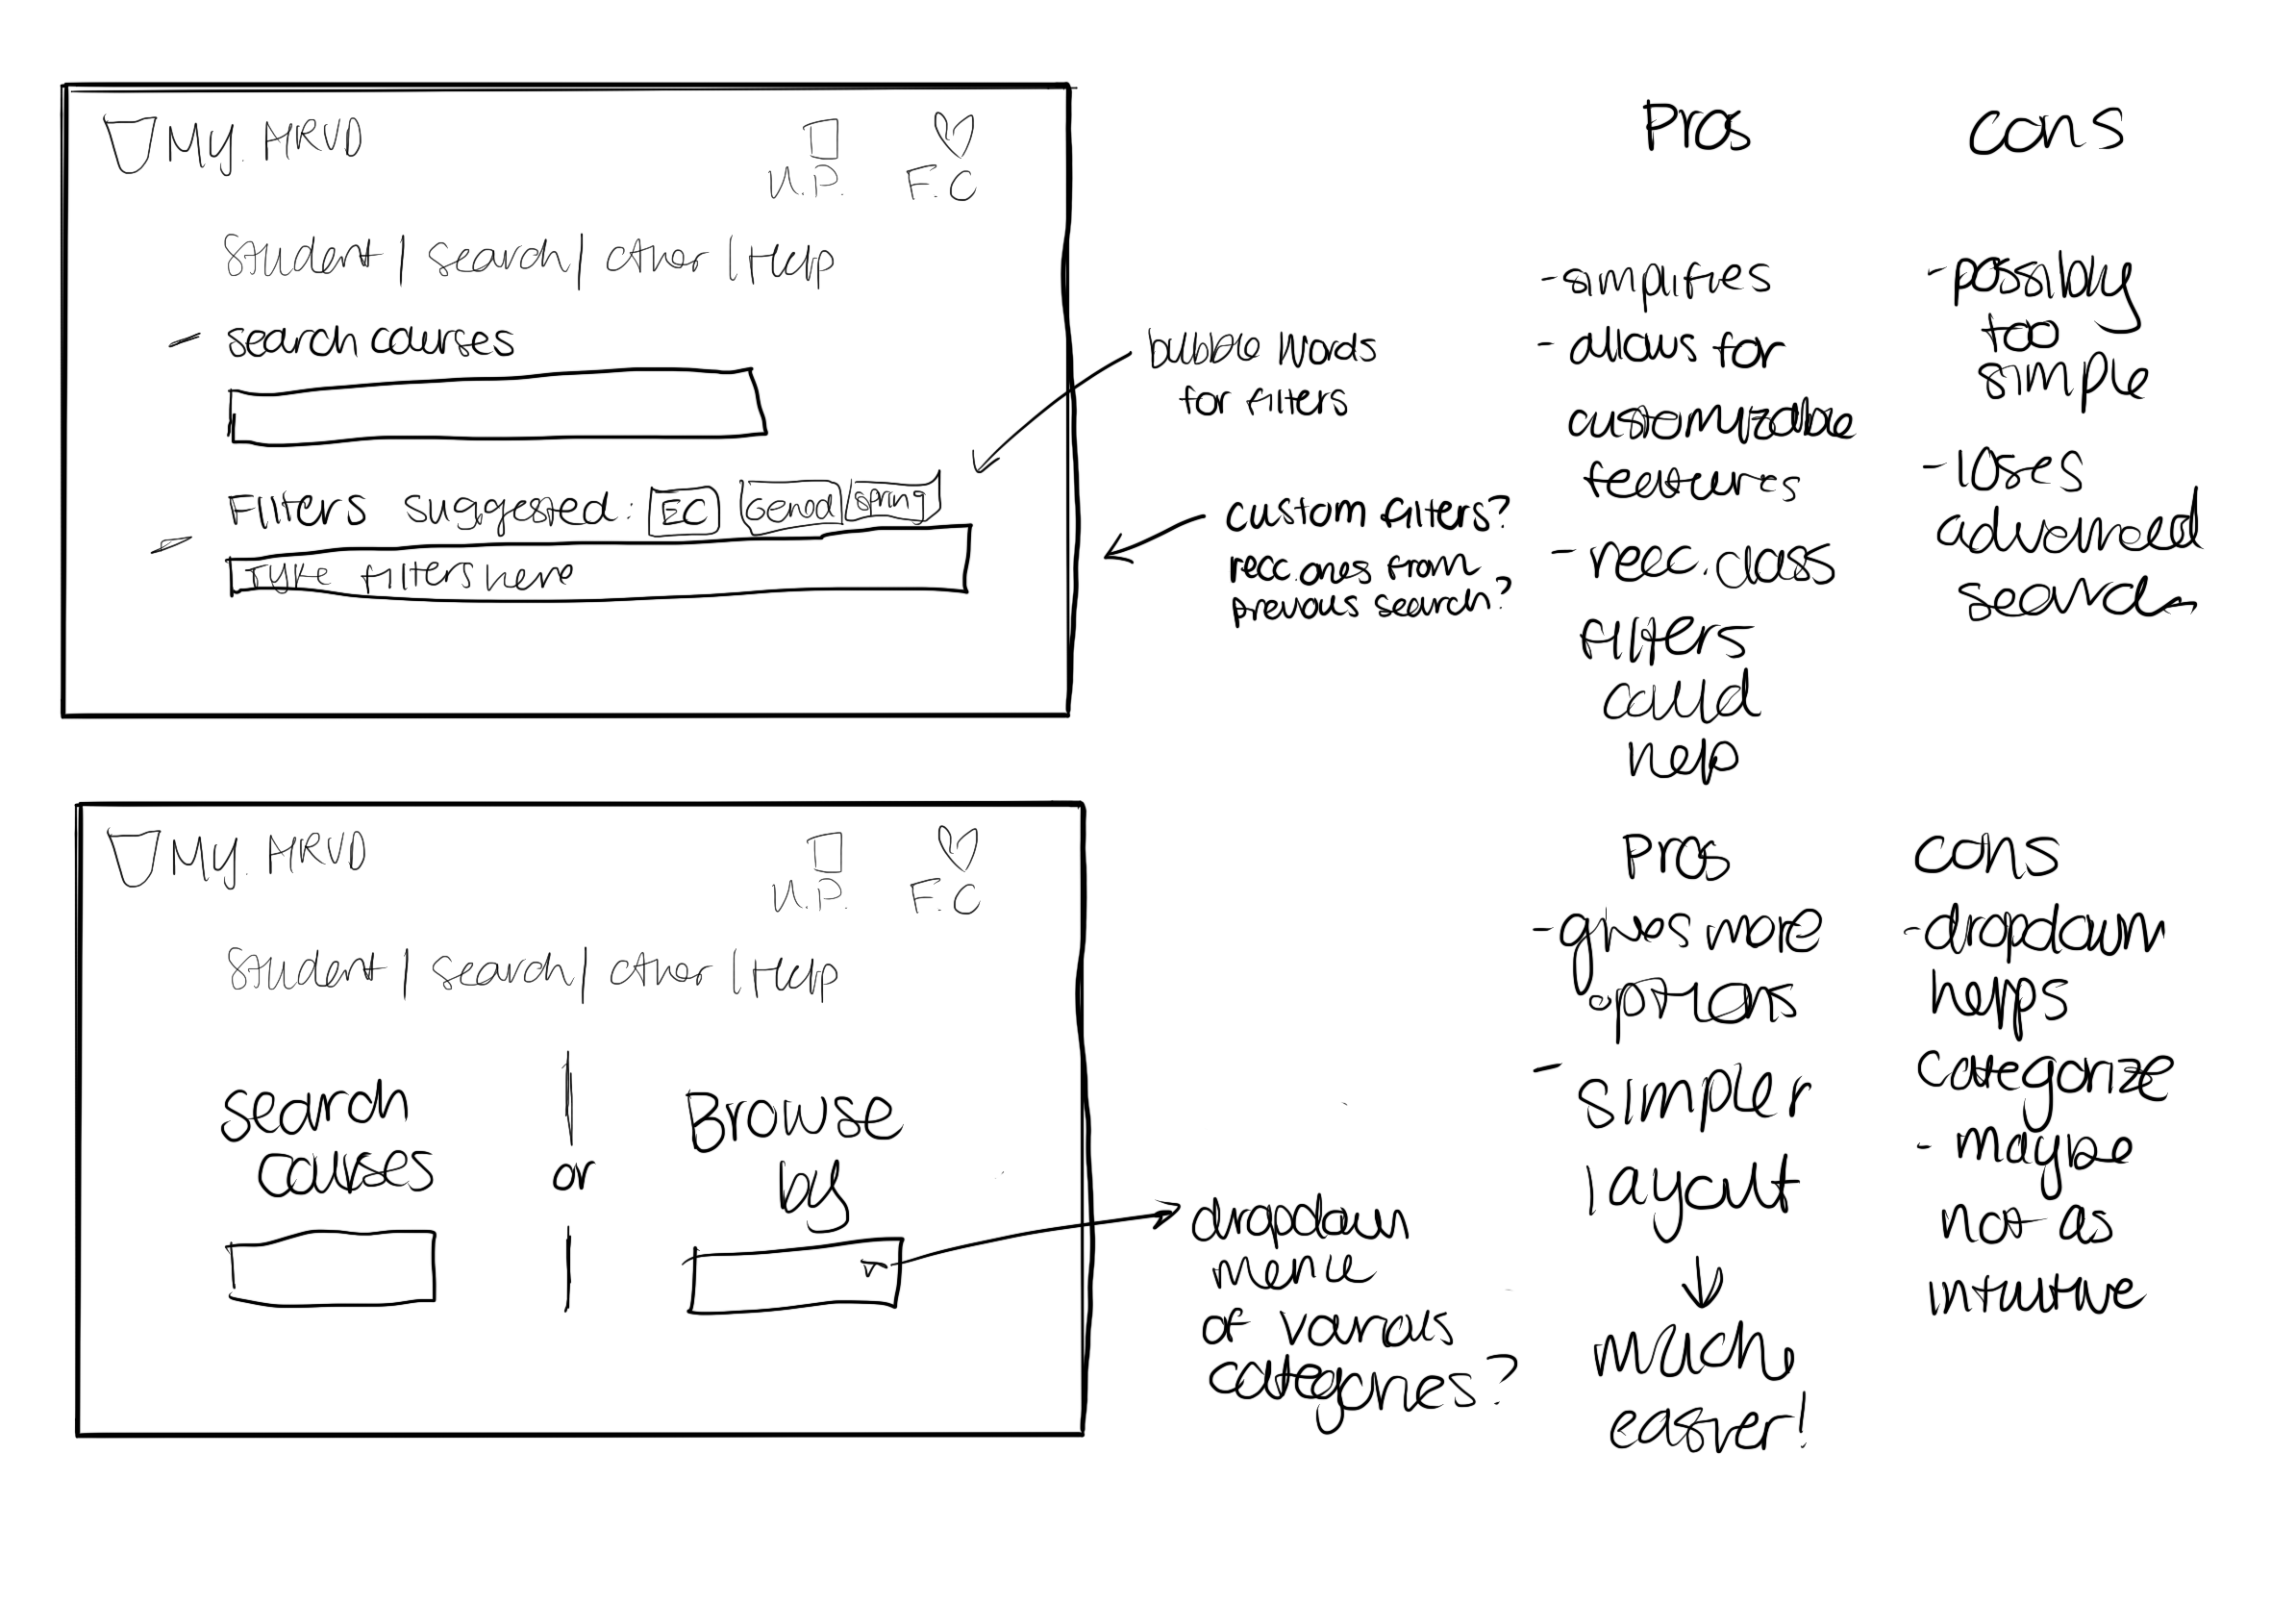 My. HRVD
U.P. F.C
Student | search | other | Help
- search courses
Filters suggested: EC Gened spring
- Type filters here
bubble words
for filters
custom filters?
recc. ones from
previous search?
Pros
- simplifies
- allows for
customizable
features
- recc. class
filters
could
help
cons
- possibly
too
simple
- loses
advanced
search
My. HRVD
U.P. F.C
Student | search | other | Help
search
courses
or
Browse
by
dropdown
menu
of various
categories?
Pros
- gives more
options
- simpler
layout
much
easier!
cons
- dropdown
helps
categorize
- maybe
not as
intuitive